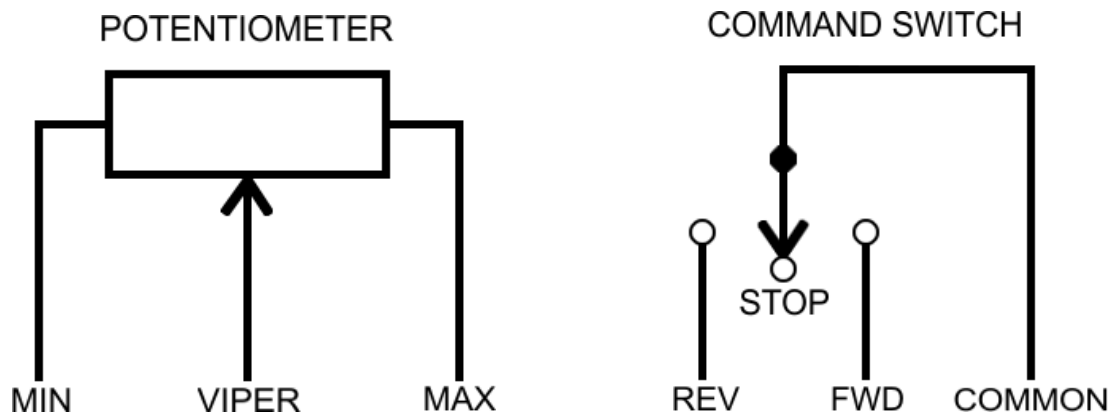 POTENTIOMETER
COMMAND SWITCH
STOP
MIN
VIPER
MAX
REV
FWD
COMMON